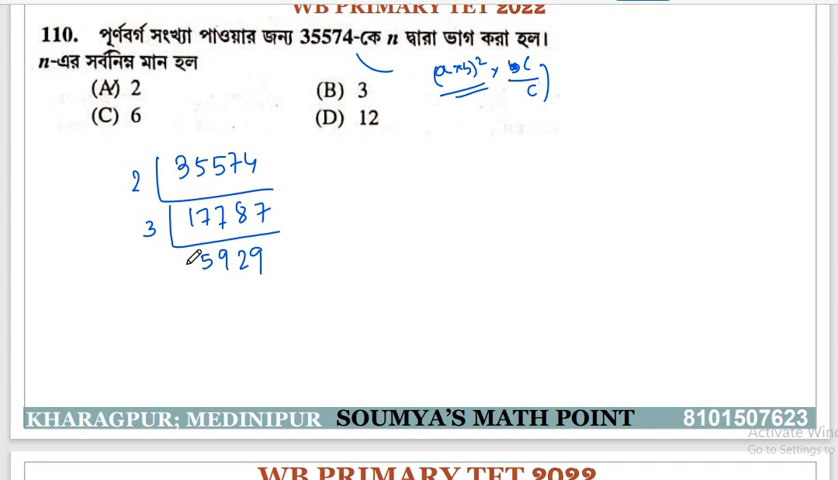 WB PRIMARY TET 2022
110. পূর্ণবর্গ সংখ্যা পাওয়ার জন্য 35574-কে n দ্বারা ভাগ করা হল।
n-এর সর্বনিম্ন মান হল
(A) 2
(B) 3
(C) 6
(D) 12
2 35574
3 17787
5929
KHARAGPUR; MEDINIPUR SOUMYA'S MATH POINT 8101507623
Activate Wind
Go to Settings to
WB PRIMARY TET 2022